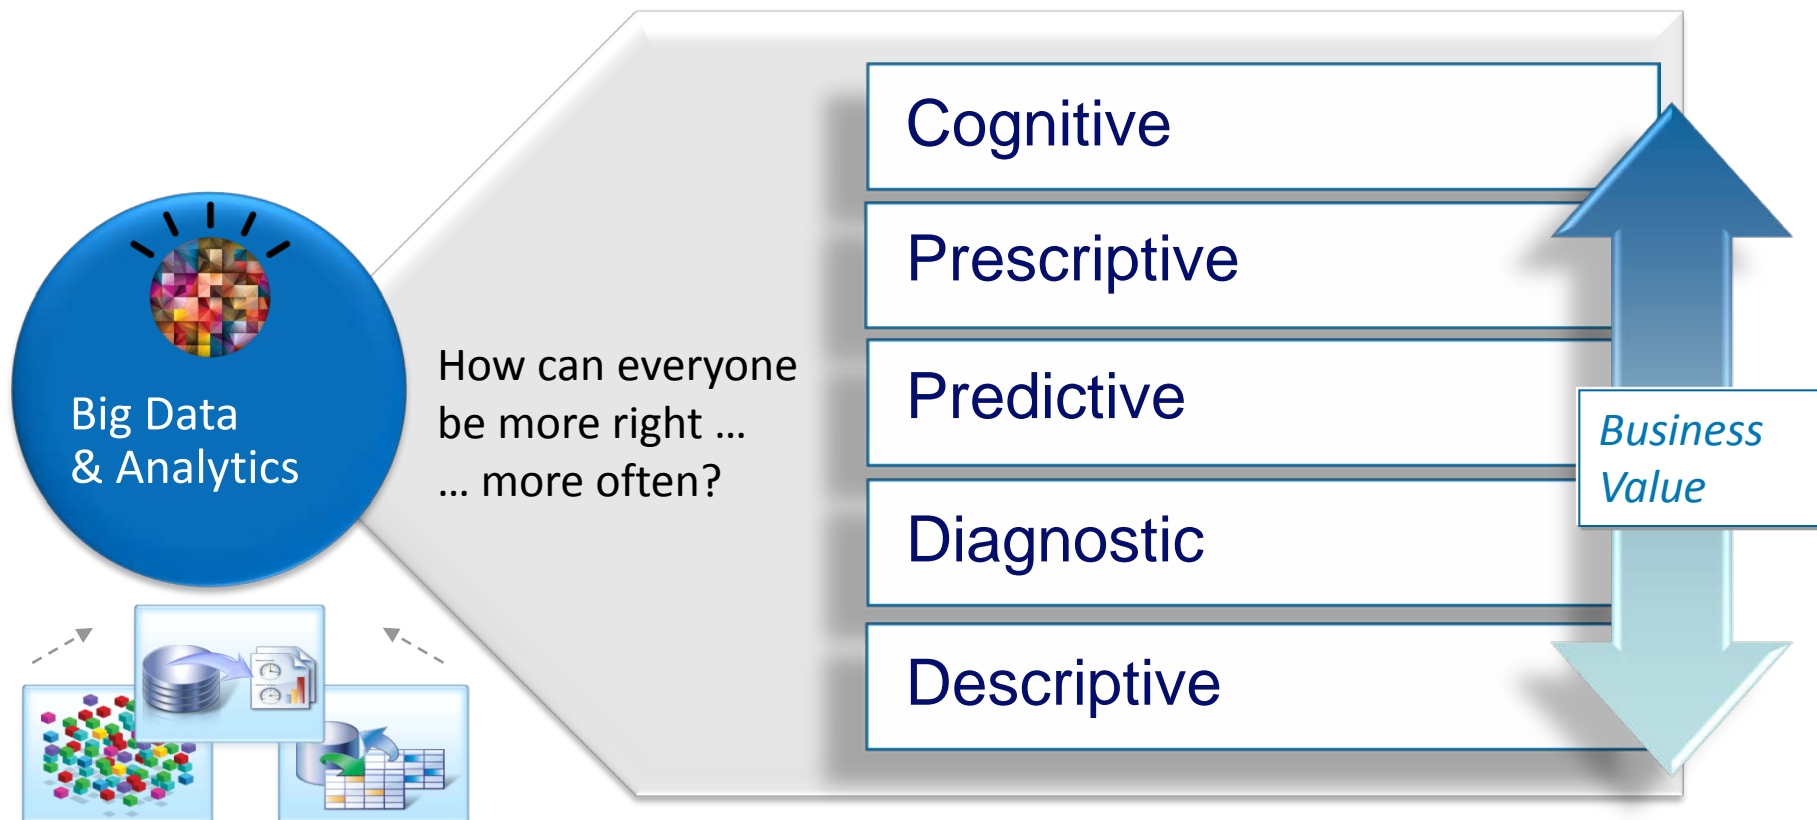 Big Data
& Analytics
How can everyone
be more right ...
... more often?
Cognitive
Prescriptive
Predictive
Diagnostic
Descriptive
Business
Value